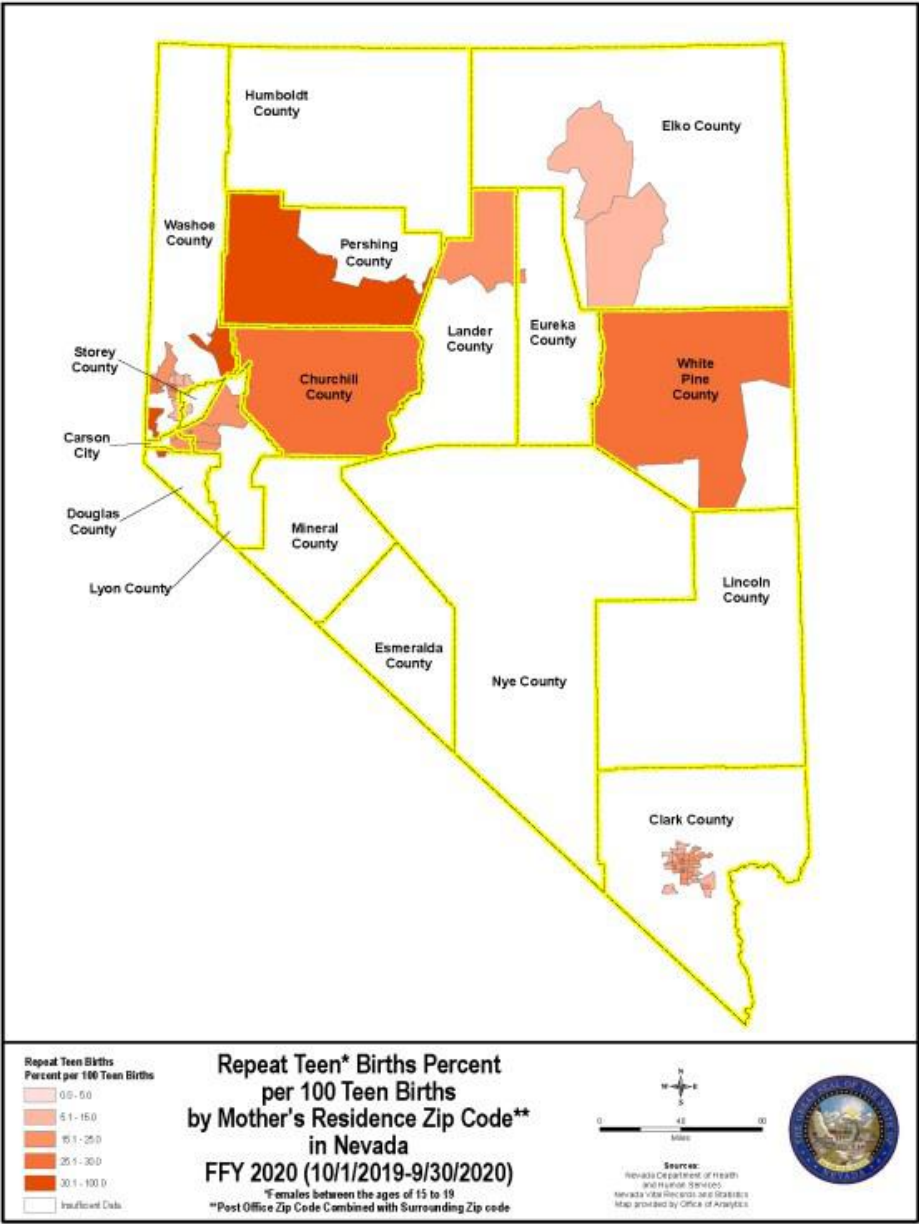 Humboldt
County
Elko County
Washoe
County
Pershing
County
Lander
County
Eureka
County
Storey
County
Churchill
County
White
Pine
County
Carson
City
Douglas
County
Mineral
County
Lyon County
Lincoln
County
Esmeralda
County
Nye County
Clark County
Repeat Teen Births
Percent per 100 Teen Births
0.0 - 5.0
5.1 - 15.0
15.1 - 25.0
25.1 - 30.0
30.1 - 100.0
Insufficient Data
Repeat Teen* Births Percent
per 100 Teen Births
by Mother's Residence Zip Code**
in Nevada
FFY 2020 (10/1/2019-9/30/2020)
*Females between the ages of 15 to 19
**Post Office Zip Code Combined with Surrounding Zip code
N
W E
S
0 40 80
Miles
Sources:
Nevada Department of Health
and Human Services
Nevada Vital Records and Statistics
Map provided by Office of Analytics
NEVADA